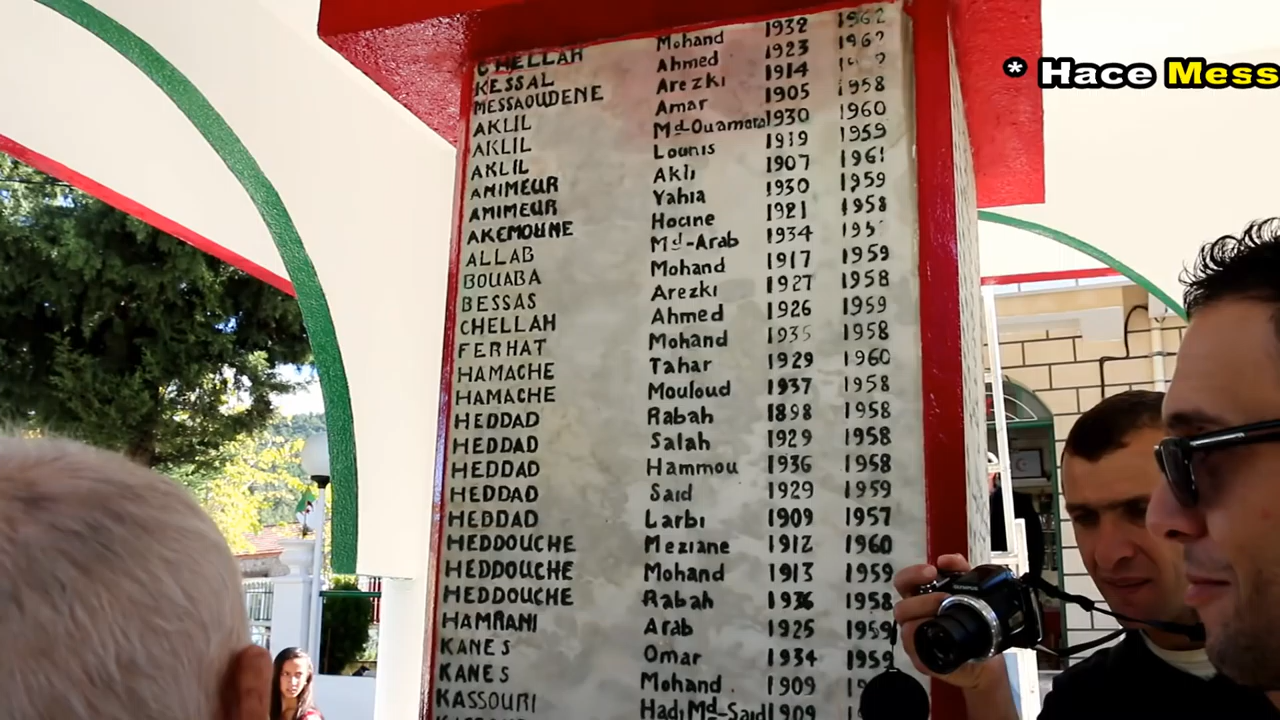 * Hace Mess
CHELLAH Mohand 1932 1962
KESSAL Ahmed 1923 1962
MESSAOUDENE Arezki 1914
AKLIL Amar 1905 1958
AKLIL Md Ouamara 1930 1960
AKLIL Lounis 1919 1959
AMIMEUR Akli 1907 1961
AMIMEUR Yahia 1930 1959
AKEMOUNE Hocine 1921 1958
ALLAB Md-Arab 1934
BOUABA Mohand 1917 1959
BESSAS Arezki 1927 1958
CHELLAH Ahmed 1926 1959
FERHAT Mohand 1935 1958
HAMACHE Tahar 1929 1960
HAMACHE Mouloud 1937 1958
HEDDAD Rabah 1898 1958
HEDDAD Salah 1929 1958
HEDDAD Hammou 1936 1958
HEDDAD Said 1929 1959
HEDDAD Larbi 1909 1957
HEDDOUCHE Meziane 1912 1960
HEDDOUCHE Mohand 1913 1959
HEDDOUCHE Rabah 1936 1958
HAMRANI Arab 1925 1959
KANES Omar 1934 1959
KANES Mohand 1909
KASSOURI Hadj Md-Said 1909
OLYMPUS